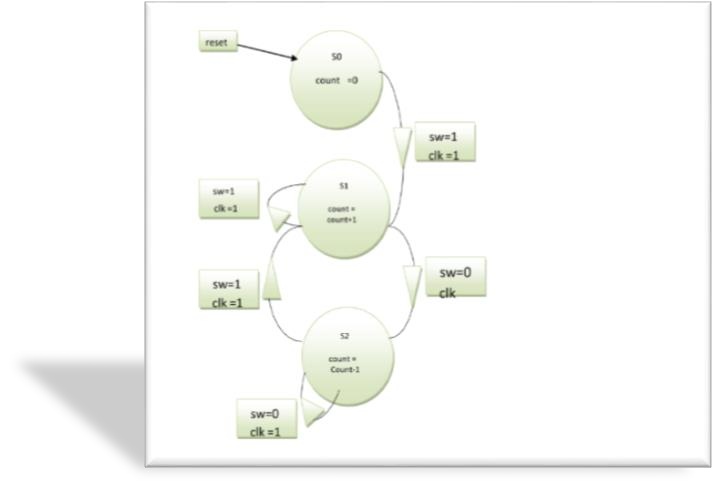 reset
S0
count =0
sw=1
clk =1
S1
count =
count+1
sw=1
clk =1
sw=0
clk
sw=1
clk =1
S2
count =
Count-1
sw=0
clk =1